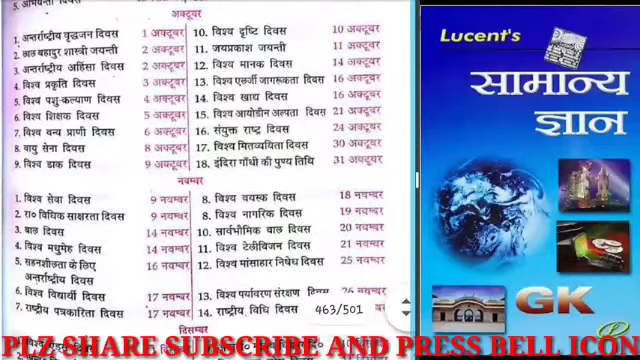 5. अभियन्ता दिवस
अक्टूबर
1. अन्तर्राष्ट्रीय वृद्धजन दिवस 1 अक्टूबर
2. लाल बहादुर शास्त्री जयन्ती 2 अक्टूबर
3. अन्तर्राष्ट्रीय अहिंसा दिवस 2 अक्टूबर
4. विश्व प्रकृति दिवस 3 अक्टूबर
5. विश्व पशु-कल्याण दिवस 4 अक्टूबर
6. विश्व शिक्षक दिवस 5 अक्टूबर
7. विश्व वन्य प्राणी दिवस 6 अक्टूबर
8. वायु सेना दिवस 8 अक्टूबर
9. विश्व डाक दिवस 9 अक्टूबर
10. विश्व दृष्टि दिवस 10 अक्टूबर
11. जयप्रकाश जयन्ती 11 अक्टूबर
12. विश्व मानक दिवस 14 अक्टूबर
13. विश्व एलर्जी जागरूकता दिवस 16 अक्टूबर
14. विश्व खाद्य दिवस 16 अक्टूबर
15. विश्व आयोडीन अल्पता दिवस 21 अक्टूबर
16. संयुक्त राष्ट्र दिवस 24 अक्टूबर
17. विश्व मितव्ययिता दिवस 30 अक्टूबर
18. इंदिरा गाँधी की पुण्य तिथि 31 अक्टूबर
नवम्बर
1. विश्व सेवा दिवस 9 नवम्बर
2. रा० विधिक साक्षरता दिवस 9 नवम्बर
3. बाल दिवस 14 नवम्बर
4. विश्व मधुमेह दिवस 14 नवम्बर
5. सहनशीलता के लिए
अन्तर्राष्ट्रीय दिवस 16 नवम्बर
6. विश्व विद्यार्थी दिवस 17 नवम्बर
7. राष्ट्रीय पत्रकारिता दिवस 17 नवम्बर
8. विश्व वयस्क दिवस 18 नवम्बर
8. विश्व नागरिक दिवस 19 नवम्बर
10. सार्वभौमिक बाल दिवस 20 नवम्बर
11. विश्व टेलीविजन दिवस 21 नवम्बर
12. विश्व मांसाहार निषेध दिवस 25 नवम्बर
13. विश्व पर्यावरण संरक्षण 26
14. राष्ट्रीय विधि दिवस
463/501
दिसम्बर
Lucent's
सामान्य
ज्ञान
GK
PLZ SHARE SUBSCRIBE AND PRESS BELL ICON